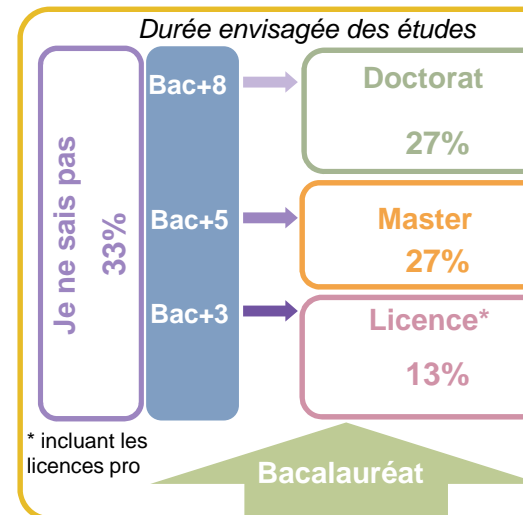 Durée envisagée des études
Je ne sais pas
33%
Bac+8
Doctorat
27%
Bac+5
Master
27%
Bac+3
Licence*
13%
* incluant les
licences pro
Bacalauréat